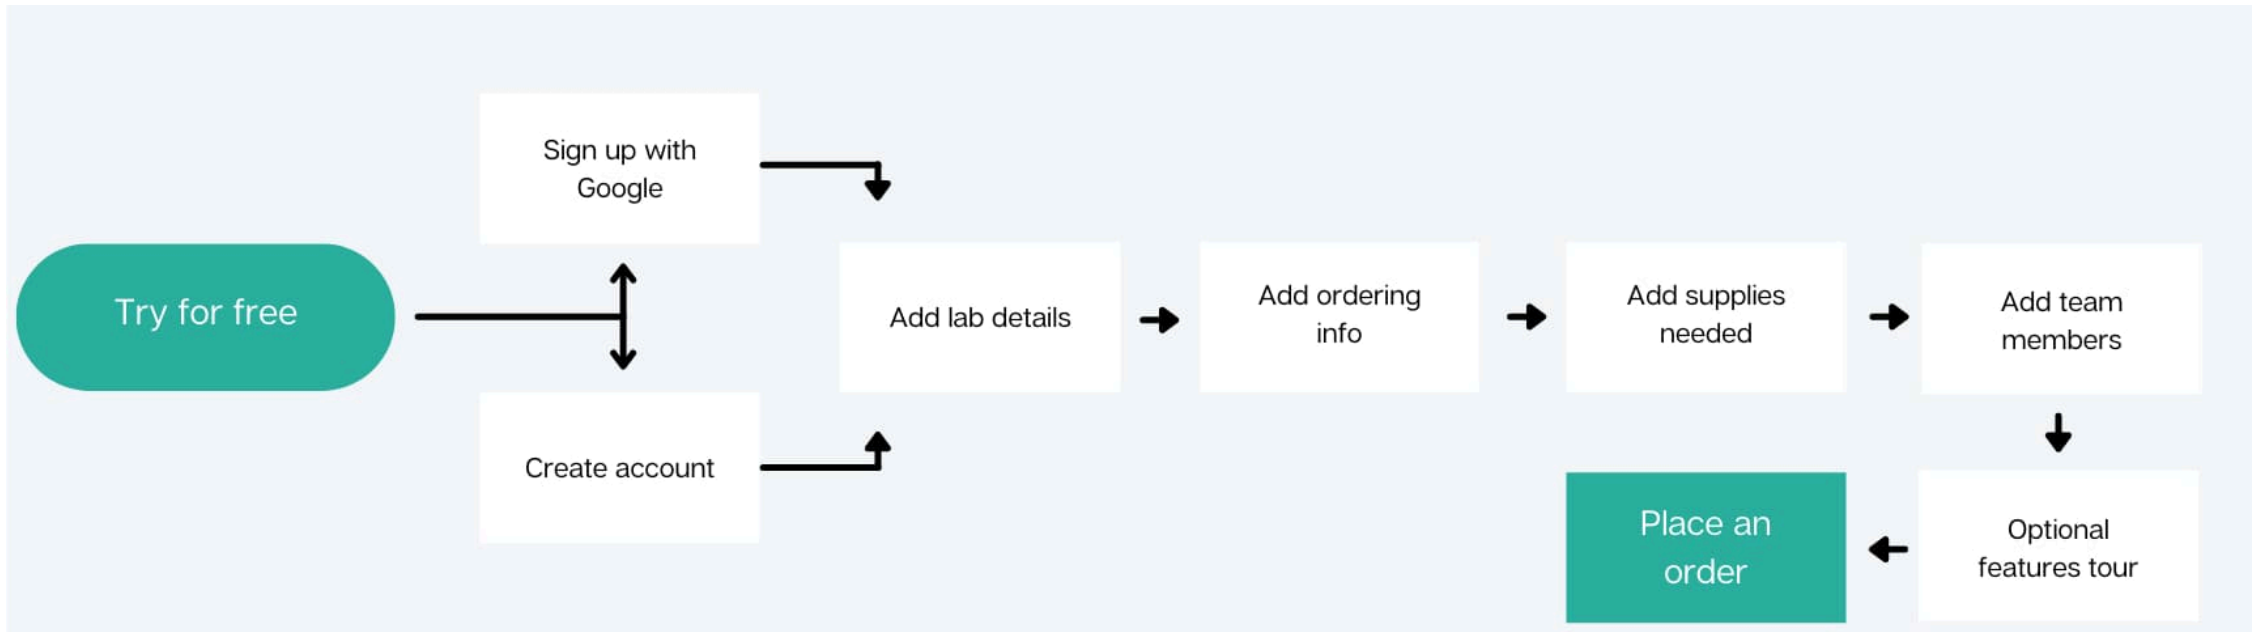 Try for free
Sign up with
Google
Create account
Add lab details
Add ordering
info
Add supplies
needed
Add team
members
Optional
features tour
Place an
order